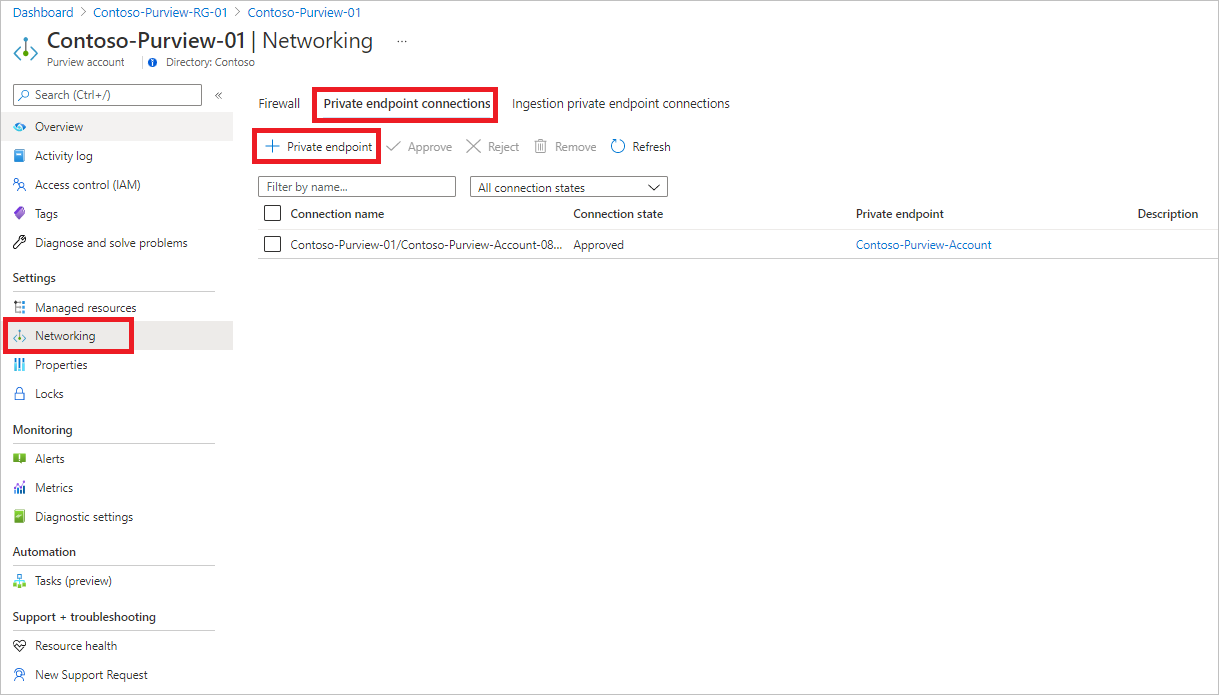 Dashboard > Contoso-Purview-RG-01 > Contoso-Purview-01
Contoso-Purview-01 | Networking ...
Purview account Directory: Contoso
Search (Ctrl+/) «
Overview
Activity log
Access control (IAM)
Tags
Diagnose and solve problems
Settings
Managed resources
Networking
Properties
Locks
Monitoring
Alerts
Metrics
Diagnostic settings
Automation
Tasks (preview)
Support + troubleshooting
Resource health
New Support Request
Firewall Private endpoint connections Ingestion private endpoint connections
+ Private endpoint Approve Reject Remove Refresh
Filter by name... All connection states
Connection name Connection state Private endpoint Description
Contoso-Purview-01/Contoso-Purview-Account-08... Approved Contoso-Purview-Account